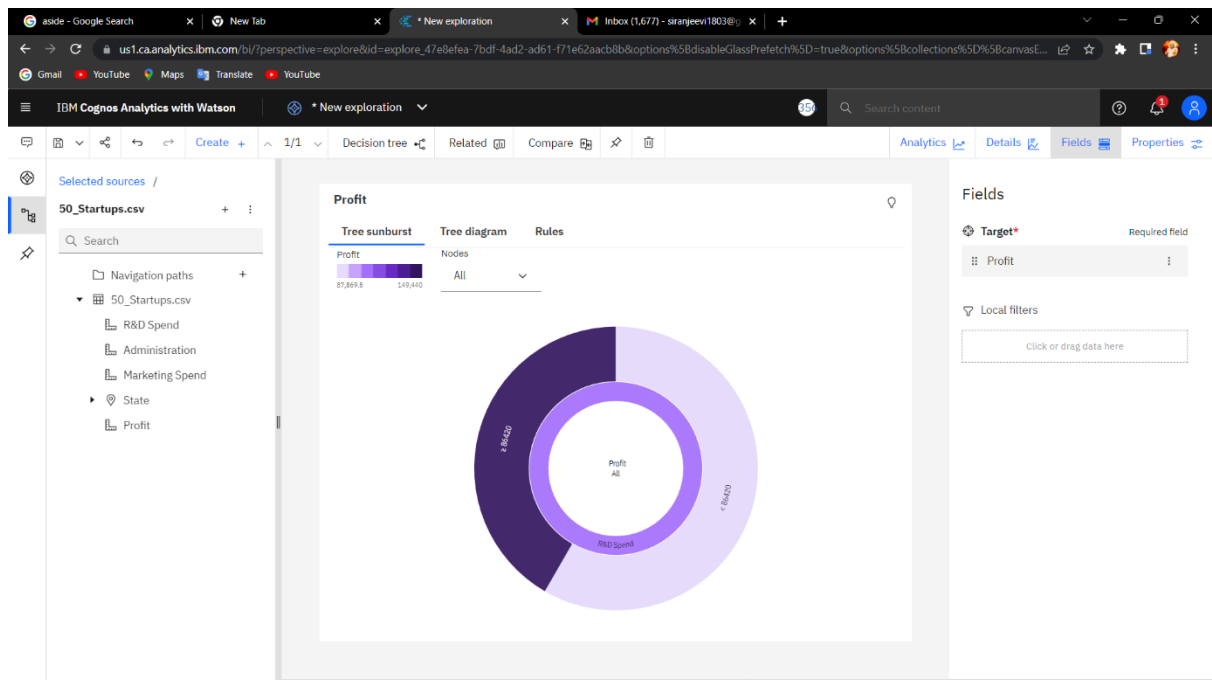 aside - Google Search
New Tab
* New exploration
Inbox (1,677) - siranjeevi1803@g
us1.ca.analytics.ibm.com/bi/?perspective=explore&id=explore_47e8efea-7bdf-4ad2-ad61-f71e62aacb8b&options%5BdisableGlassPrefetch%5D=true&options%5Bcollections%5D%5BcanvasE...
Gmail YouTube Maps Translate YouTube
IBM Cognos Analytics with Watson
* New exploration
Search content
1
Create +
1/1
Decision tree
Related
Compare
Analytics
Details
Fields
Properties
Selected sources /
50_Startups.csv
Search
Navigation paths
50_Startups.csv
R&D Spend
Administration
Marketing Spend
State
Profit
Profit
Tree sunburst Tree diagram Rules
Profit
87,869.8 149,440
Nodes
All
≥ 86420
Profit
All
< 86420
R&D Spend
Fields
Target* Required field
Profit
Local filters
Click or drag data here